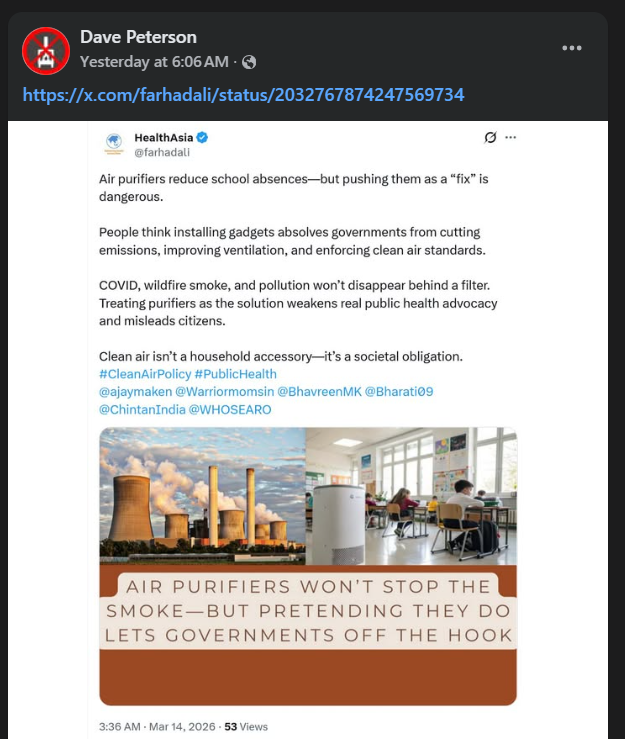 Dave Peterson
Yesterday at 6:06 AM ·
https://x.com/farhadali/status/2032767874247569734
HealthAsia
@farhadali
Air purifiers reduce school absences—but pushing them as a “fix” is
dangerous.
People think installing gadgets absolves governments from cutting
emissions, improving ventilation, and enforcing clean air standards.
COVID, wildfire smoke, and pollution won’t disappear behind a filter.
Treating purifiers as the solution weakens real public health advocacy
and misleads citizens.
Clean air isn’t a household accessory—it’s a societal obligation.
#CleanAirPolicy #PublicHealth
@ajaymaken @Warriormomsin @BhavreenMK @Bharati09
@ChintanIndia @WHOSEARO
AIR PURIFIERS WON’T STOP THE
SMOKE—BUT PRETENDING THEY DO
LETS GOVERNMENTS OFF THE HOOK
3:36 AM · Mar 14, 2026 · 53 Views